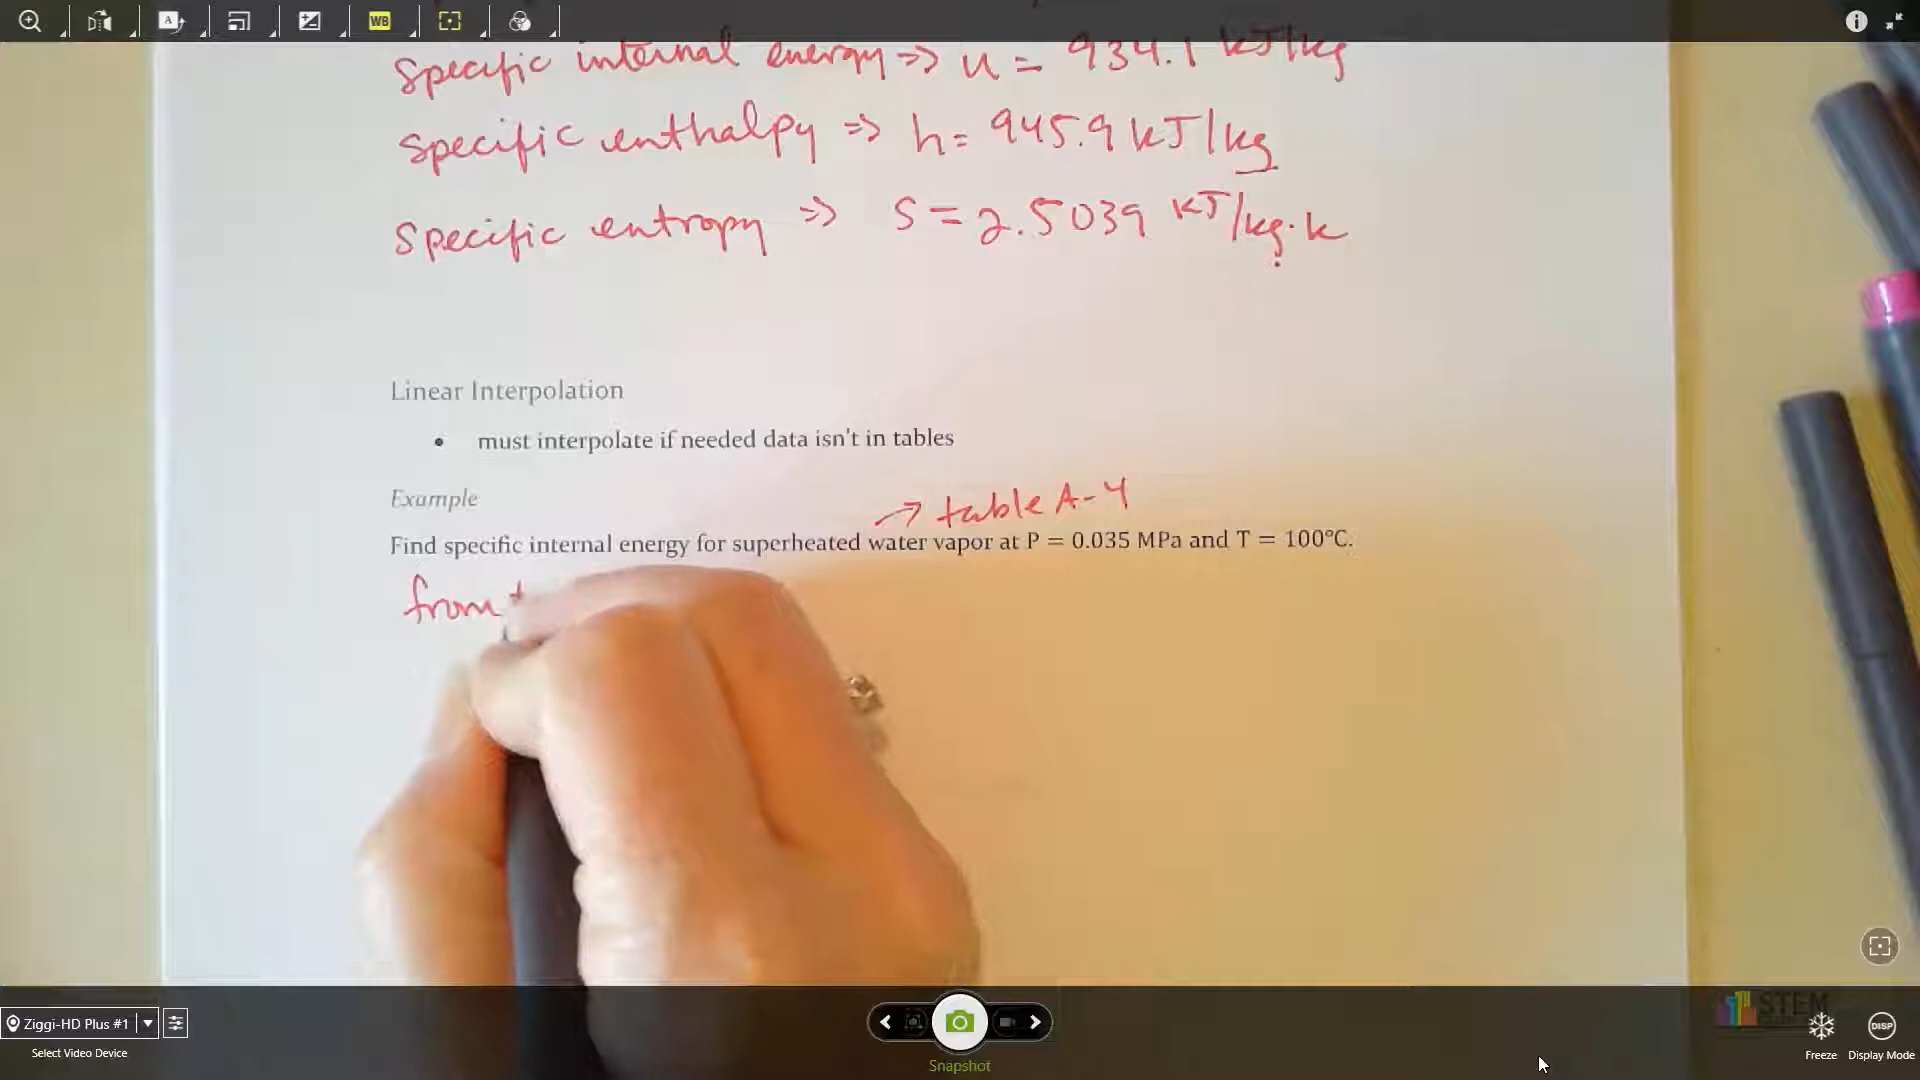 A
WB
Specific internal energy => u = 934.1 kJ/kg
Specific enthalpy => h = 945.9 kJ/kg
Specific entropy => s = 2.5039 kJ/kg·k
Linear Interpolation
• must interpolate if needed data isn't in tables
Example
→ table A-4
Find specific internal energy for superheated water vapor at P = 0.035 MPa and T = 100°C.
from
Ziggi-HD Plus #1
Select Video Device
Snapshot
STEM
Freeze
DISP
Display Mode